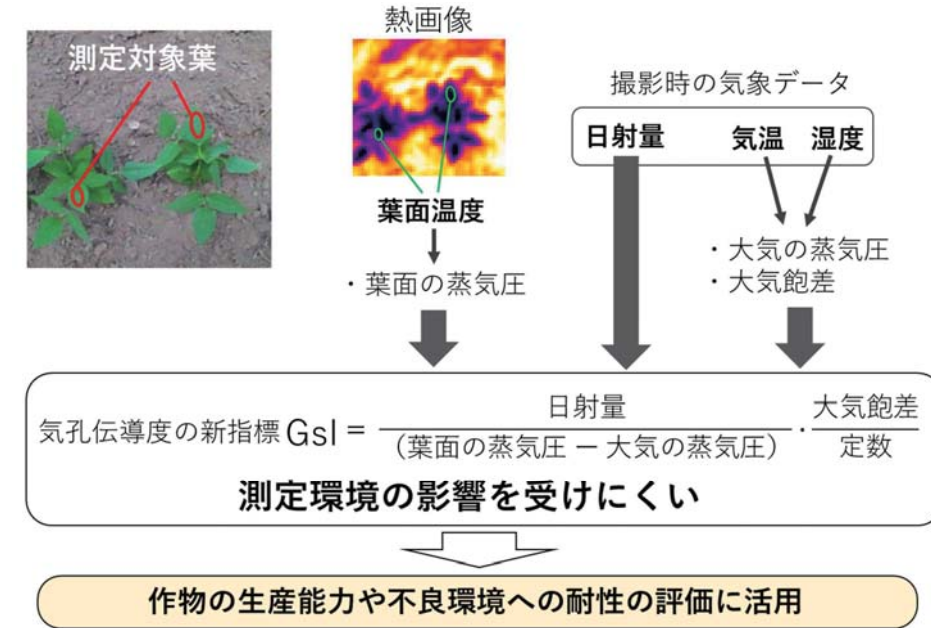 測定対象葉
熱画像
葉面温度
・葉面の蒸気圧
撮影時の気象データ
日射量 気温 湿度
・大気の蒸気圧
・大気飽差
気孔伝導度の新指標 Gsl = 日射量 / (葉面の蒸気圧 − 大気の蒸気圧) · 大気飽差 / 定数
測定環境の影響を受けにくい
作物の生産能力や不良環境への耐性の評価に活用